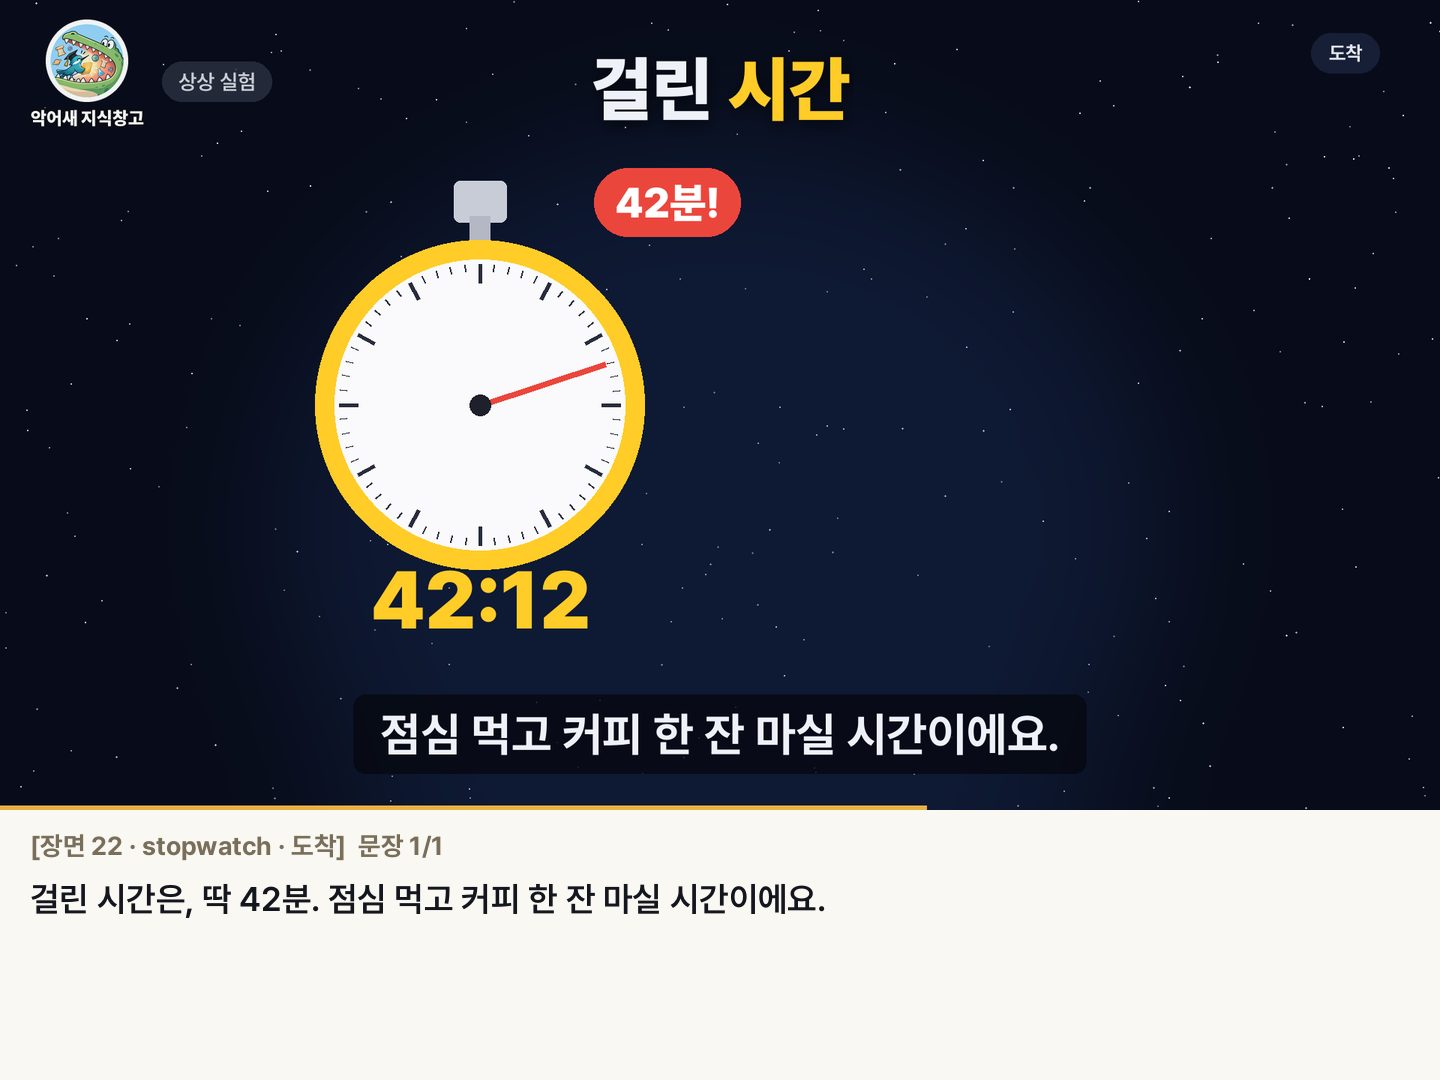 악어새 지식창고
상상 실험
걸린 시간
도착
42분!
42:12
점심 먹고 커피 한 잔 마실 시간이에요.
[장면 22 · stopwatch · 도착] 문장 1/1
걸린 시간은, 딱 42분. 점심 먹고 커피 한 잔 마실 시간이에요.